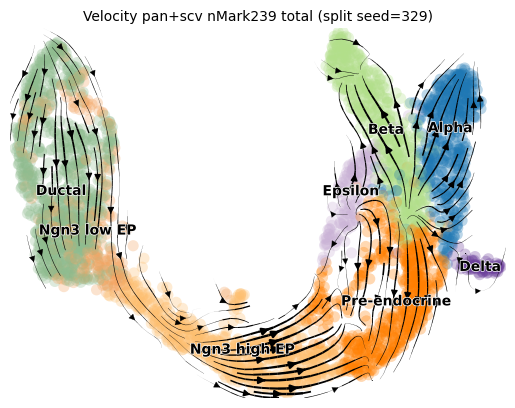 Velocity pan+scv nMark239 total (split seed=329)
Beta
Alpha
Ductal
Epsilon
Ngn3 low EP
Delta
Pre-endocrine
Ngn3 high EP